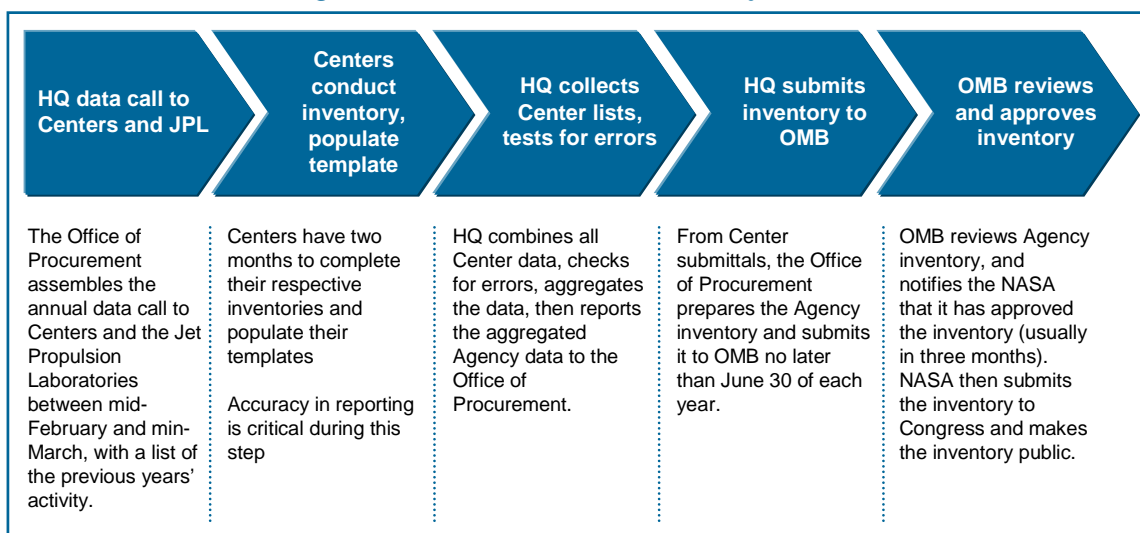 HQ data call to
Centers and JPL
Centers
conduct
inventory,
populate
template
HQ collects
Center lists,
tests for errors
HQ submits
inventory to
OMB
OMB reviews
and approves
inventory
The Office of
Procurement
assembles the
annual data call to
Centers and the Jet
Propulsion
Laboratories
between mid-
February and min-
March, with a list of
the previous years’
activity.
Centers have two
months to complete
their respective
inventories and
populate their
templates
Accuracy in reporting
is critical during this
step
HQ combines all
Center data, checks
for errors, aggregates
the data, then reports
the aggregated
Agency data to the
Office of
Procurement.
From Center
submittals, the Office
of Procurement
prepares the Agency
inventory and submits
it to OMB no later
than June 30 of each
year.
OMB reviews Agency
inventory, and
notifies the NASA
that it has approved
the inventory (usually
in three months).
NASA then submits
the inventory to
Congress and makes
the inventory public.